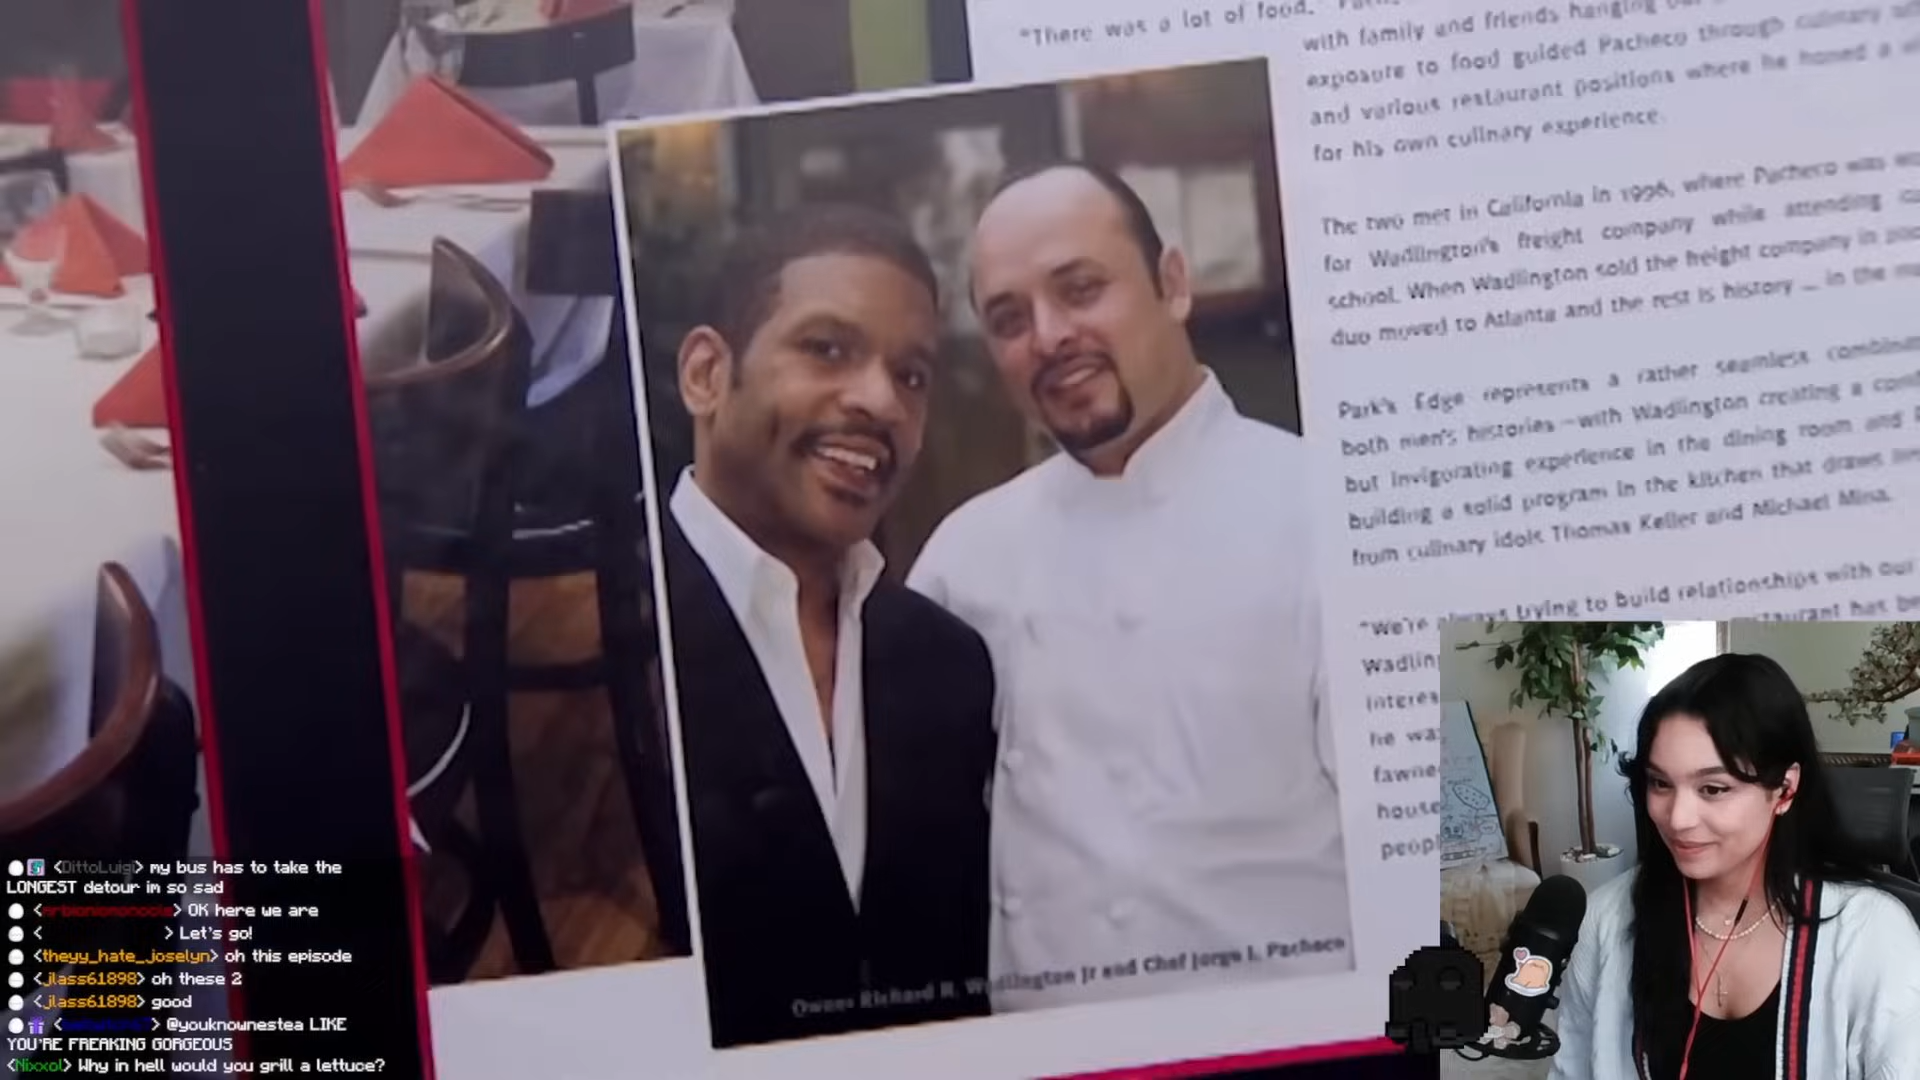 "There was a lot of food."
with family and friends hanging
exposure to food guided Pacheco through culinary
and various restaurant positions where he honed a
for his own culinary experience.
The two met in California in 1996, where Pacheco was
for Wadlington's freight company while attending
school. When Wadlington sold the freight company in
duo moved to Atlanta and the rest is history — in the
Park's Edge represents a rather seamless
both men's histories – with Wadlington creating a
but invigorating experience in the dining room and
building a solid program in the kitchen that draws
from culinary idols Thomas Keller and Michael Mina.
"We're always trying to build relationships with our
has
he
people
Owner Richard H. Wadlington Jr and Chef Jorge L. Pacheco
<DittoLuigi> my bus has to take the
LONGEST detour im so sad
OK here we are
Let's go!
<theyy_hate_joselyn> oh this episode
<jlass61898> oh these 2
<jlass61898> good
@youknownestea LIKE
YOU'RE FREAKING GORGEOUS
<Nixxol> Why in hell would you grill a lettuce?